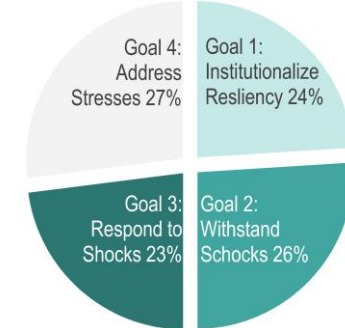 Goal 4:
Address
Stresses 27%
Goal 1:
Institutionalize
Resliency 24%
Goal 3:
Respond to
Shocks 23%
Goal 2:
Withstand
Schocks 26%